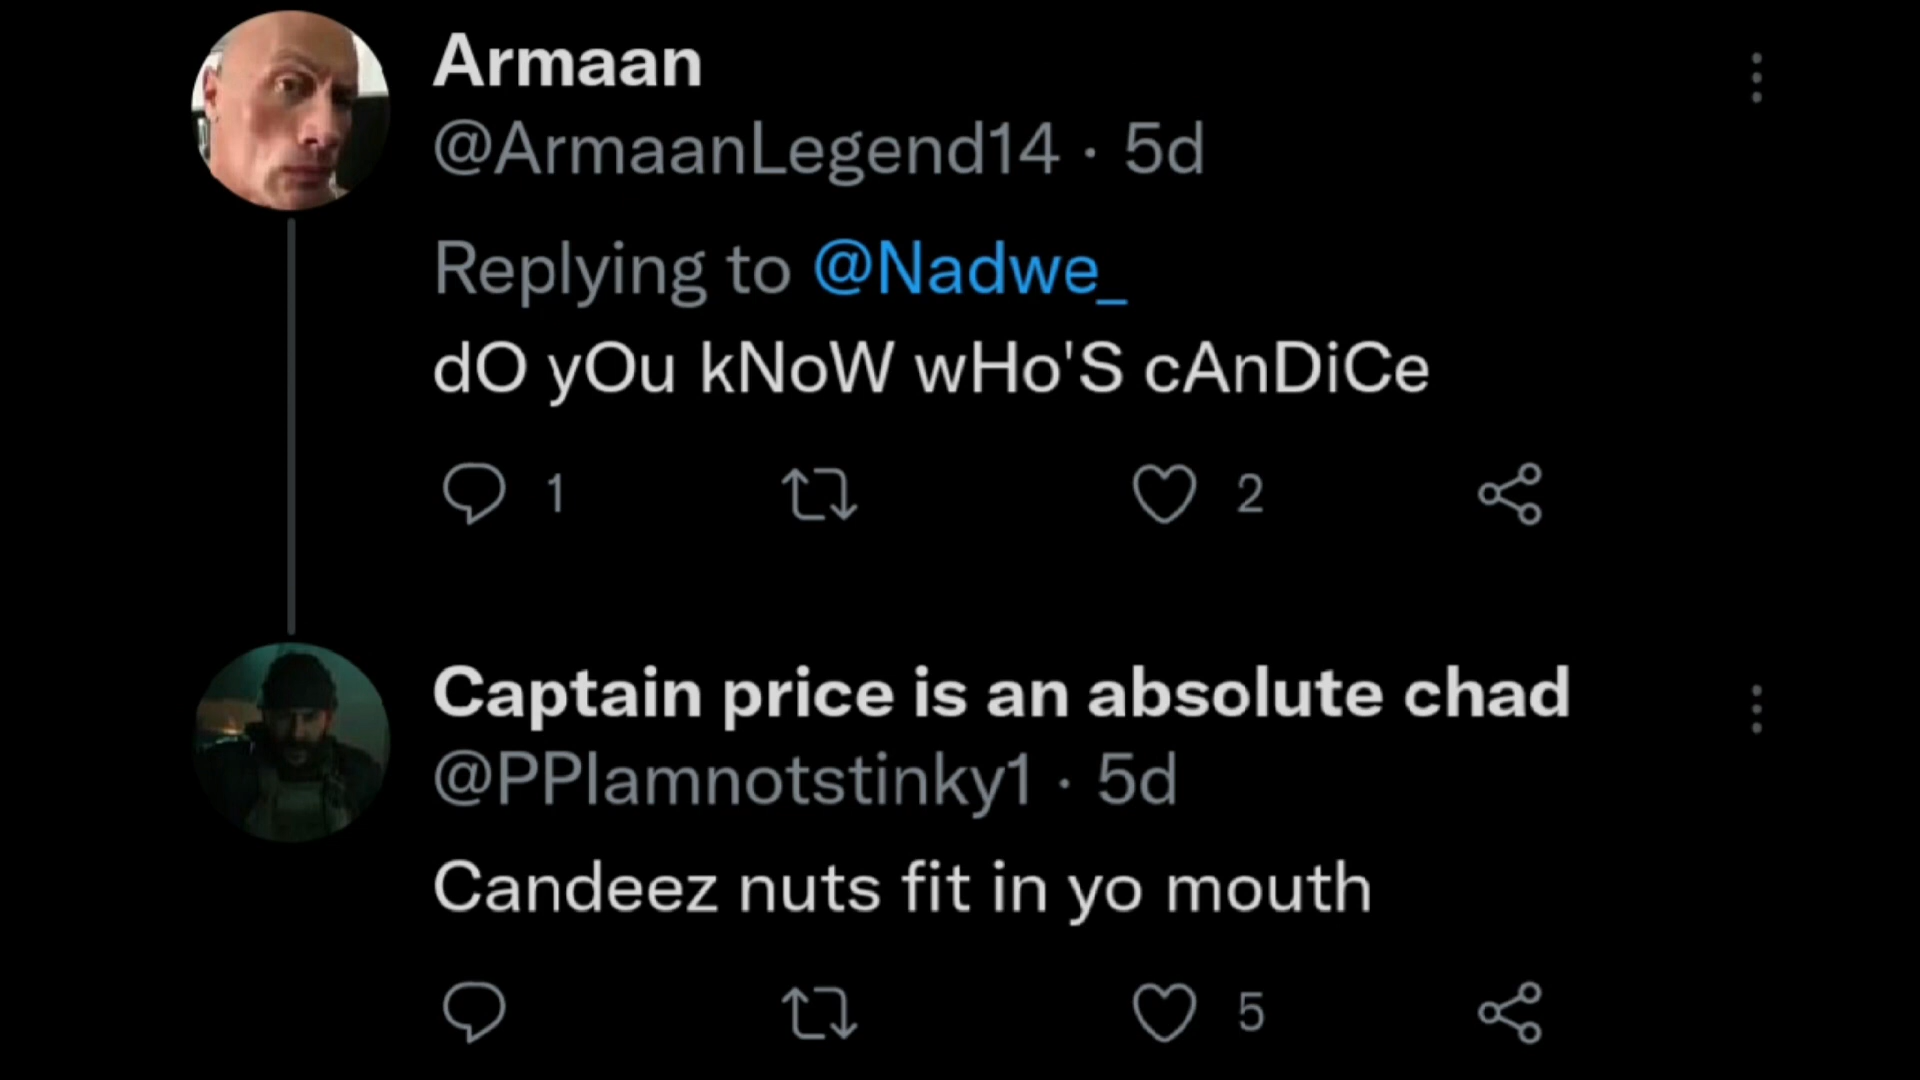 Armaan
@ArmaanLegend14 · 5d
Replying to @Nadwe_
dO yOu kNoW wHo'S cAnDiCe
1 2
Captain price is an absolute chad
@PPIamnotstinky1 · 5d
Candeez nuts fit in yo mouth
5